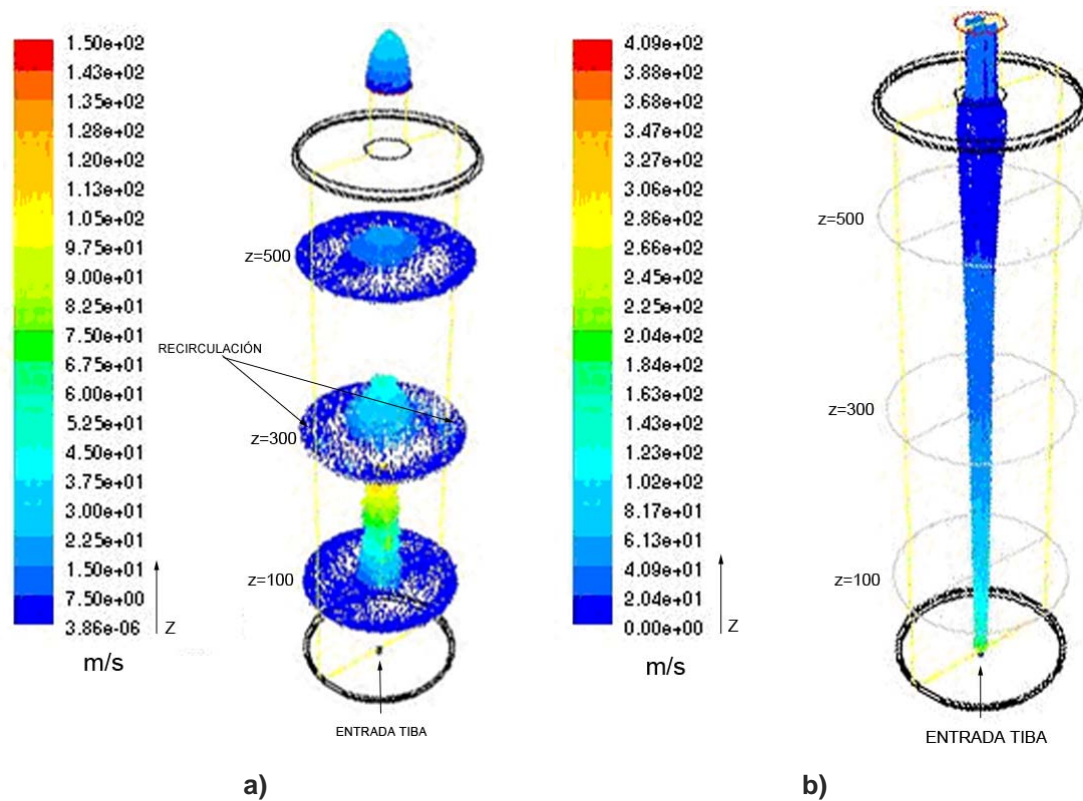 1.50e+02
1.43e+02
1.35e+02
1.28e+02
1.20e+02
1.13e+02
1.05e+02
9.75e+01
9.00e+01
8.25e+01
7.50e+01
6.75e+01
6.00e+01
5.25e+01
4.50e+01
3.75e+01
3.00e+01
2.25e+01
1.50e+01
7.50e+00
3.86e-06
Z
m/s
z=500
RECIRCULACIÓN
z=300
z=100
ENTRADA TIBA
a)
4.09e+02
3.88e+02
3.68e+02
3.47e+02
3.27e+02
3.06e+02
2.86e+02
2.66e+02
2.45e+02
2.25e+02
2.04e+02
1.84e+02
1.63e+02
1.43e+02
1.23e+02
1.02e+02
8.17e+01
6.13e+01
4.09e+01
2.04e+01
0.00e+00
Z
m/s
z=500
z=300
z=100
ENTRADA TIBA
b)